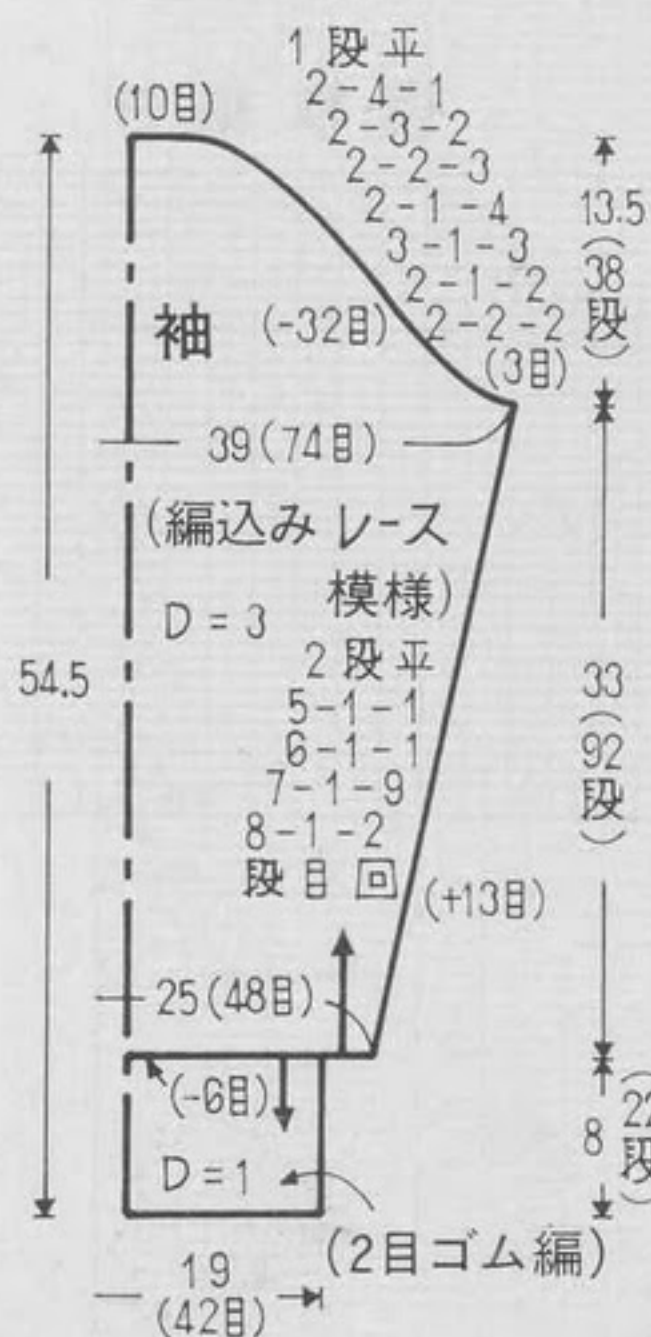 1段平
2-4-1
2-3-2
2-2-3
2-1-4
3-1-3
2-1-2
2-2-2
(3目)
(10目)
13.5
(38段)
袖
(-32目)
39(74目)
(編込みレース
模様)
D=3
2段平
5-1-1
6-1-1
7-1-9
8-1-2
段目回
(+13目)
54.5
33
(92段)
25(48目)
(-6目)
D=1
8
(22段)
(2目ゴム編)
19
(42目)